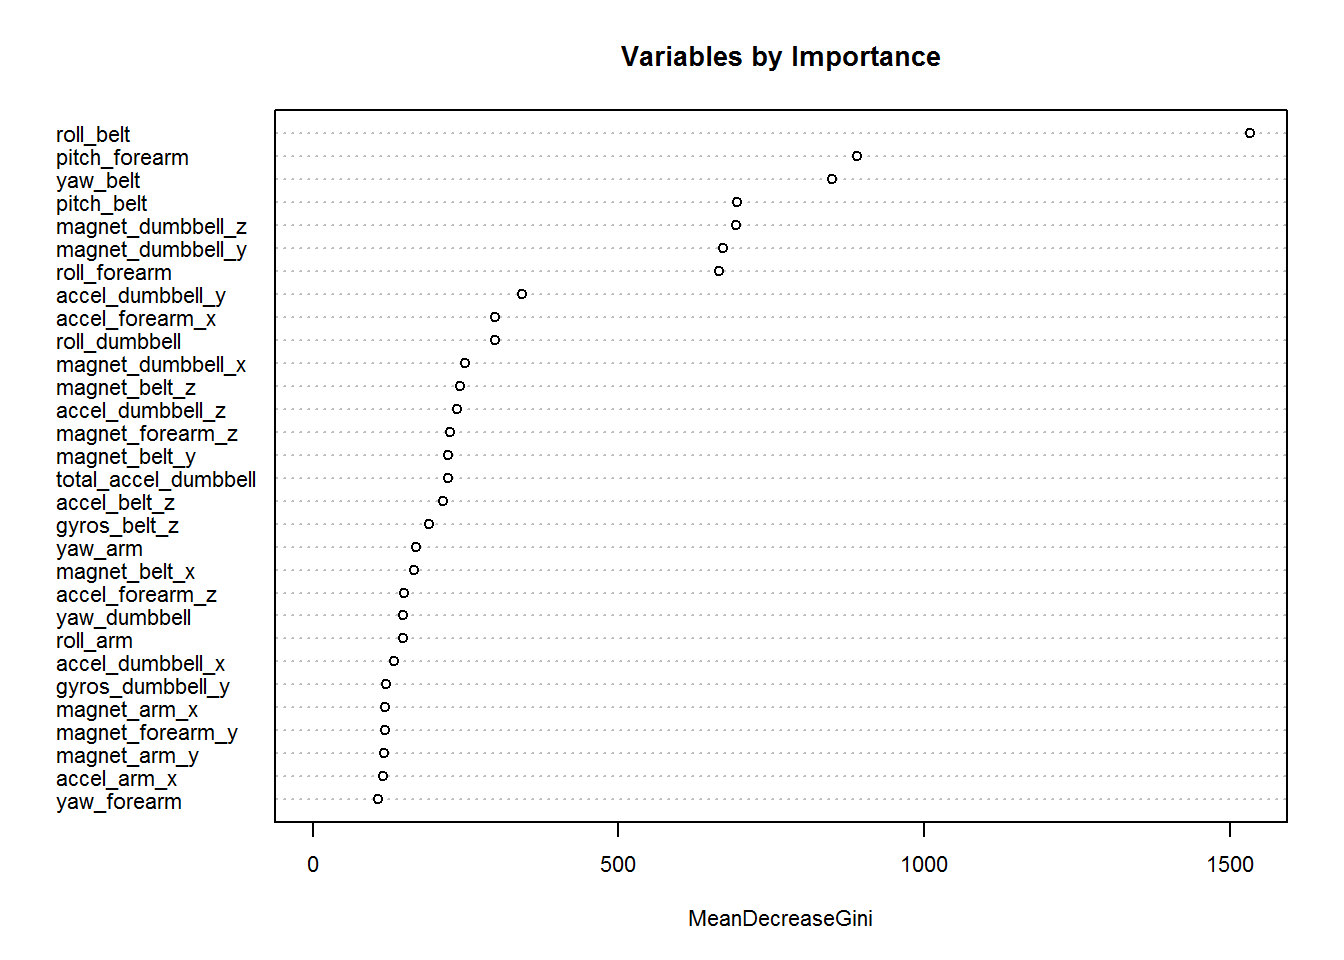 Variables by Importance
roll_belt
pitch_forearm
yaw_belt
pitch_belt
magnet_dumbbell_z
magnet_dumbbell_y
roll_forearm
accel_dumbbell_y
accel_forearm_x
roll_dumbbell
magnet_dumbbell_x
magnet_belt_z
accel_dumbbell_z
magnet_forearm_z
magnet_belt_y
total_accel_dumbbell
accel_belt_z
gyros_belt_z
yaw_arm
magnet_belt_x
accel_forearm_z
yaw_dumbbell
roll_arm
accel_dumbbell_x
gyros_dumbbell_y
magnet_arm_x
magnet_forearm_y
magnet_arm_y
accel_arm_x
yaw_forearm
0 500 1000 1500
MeanDecreaseGini